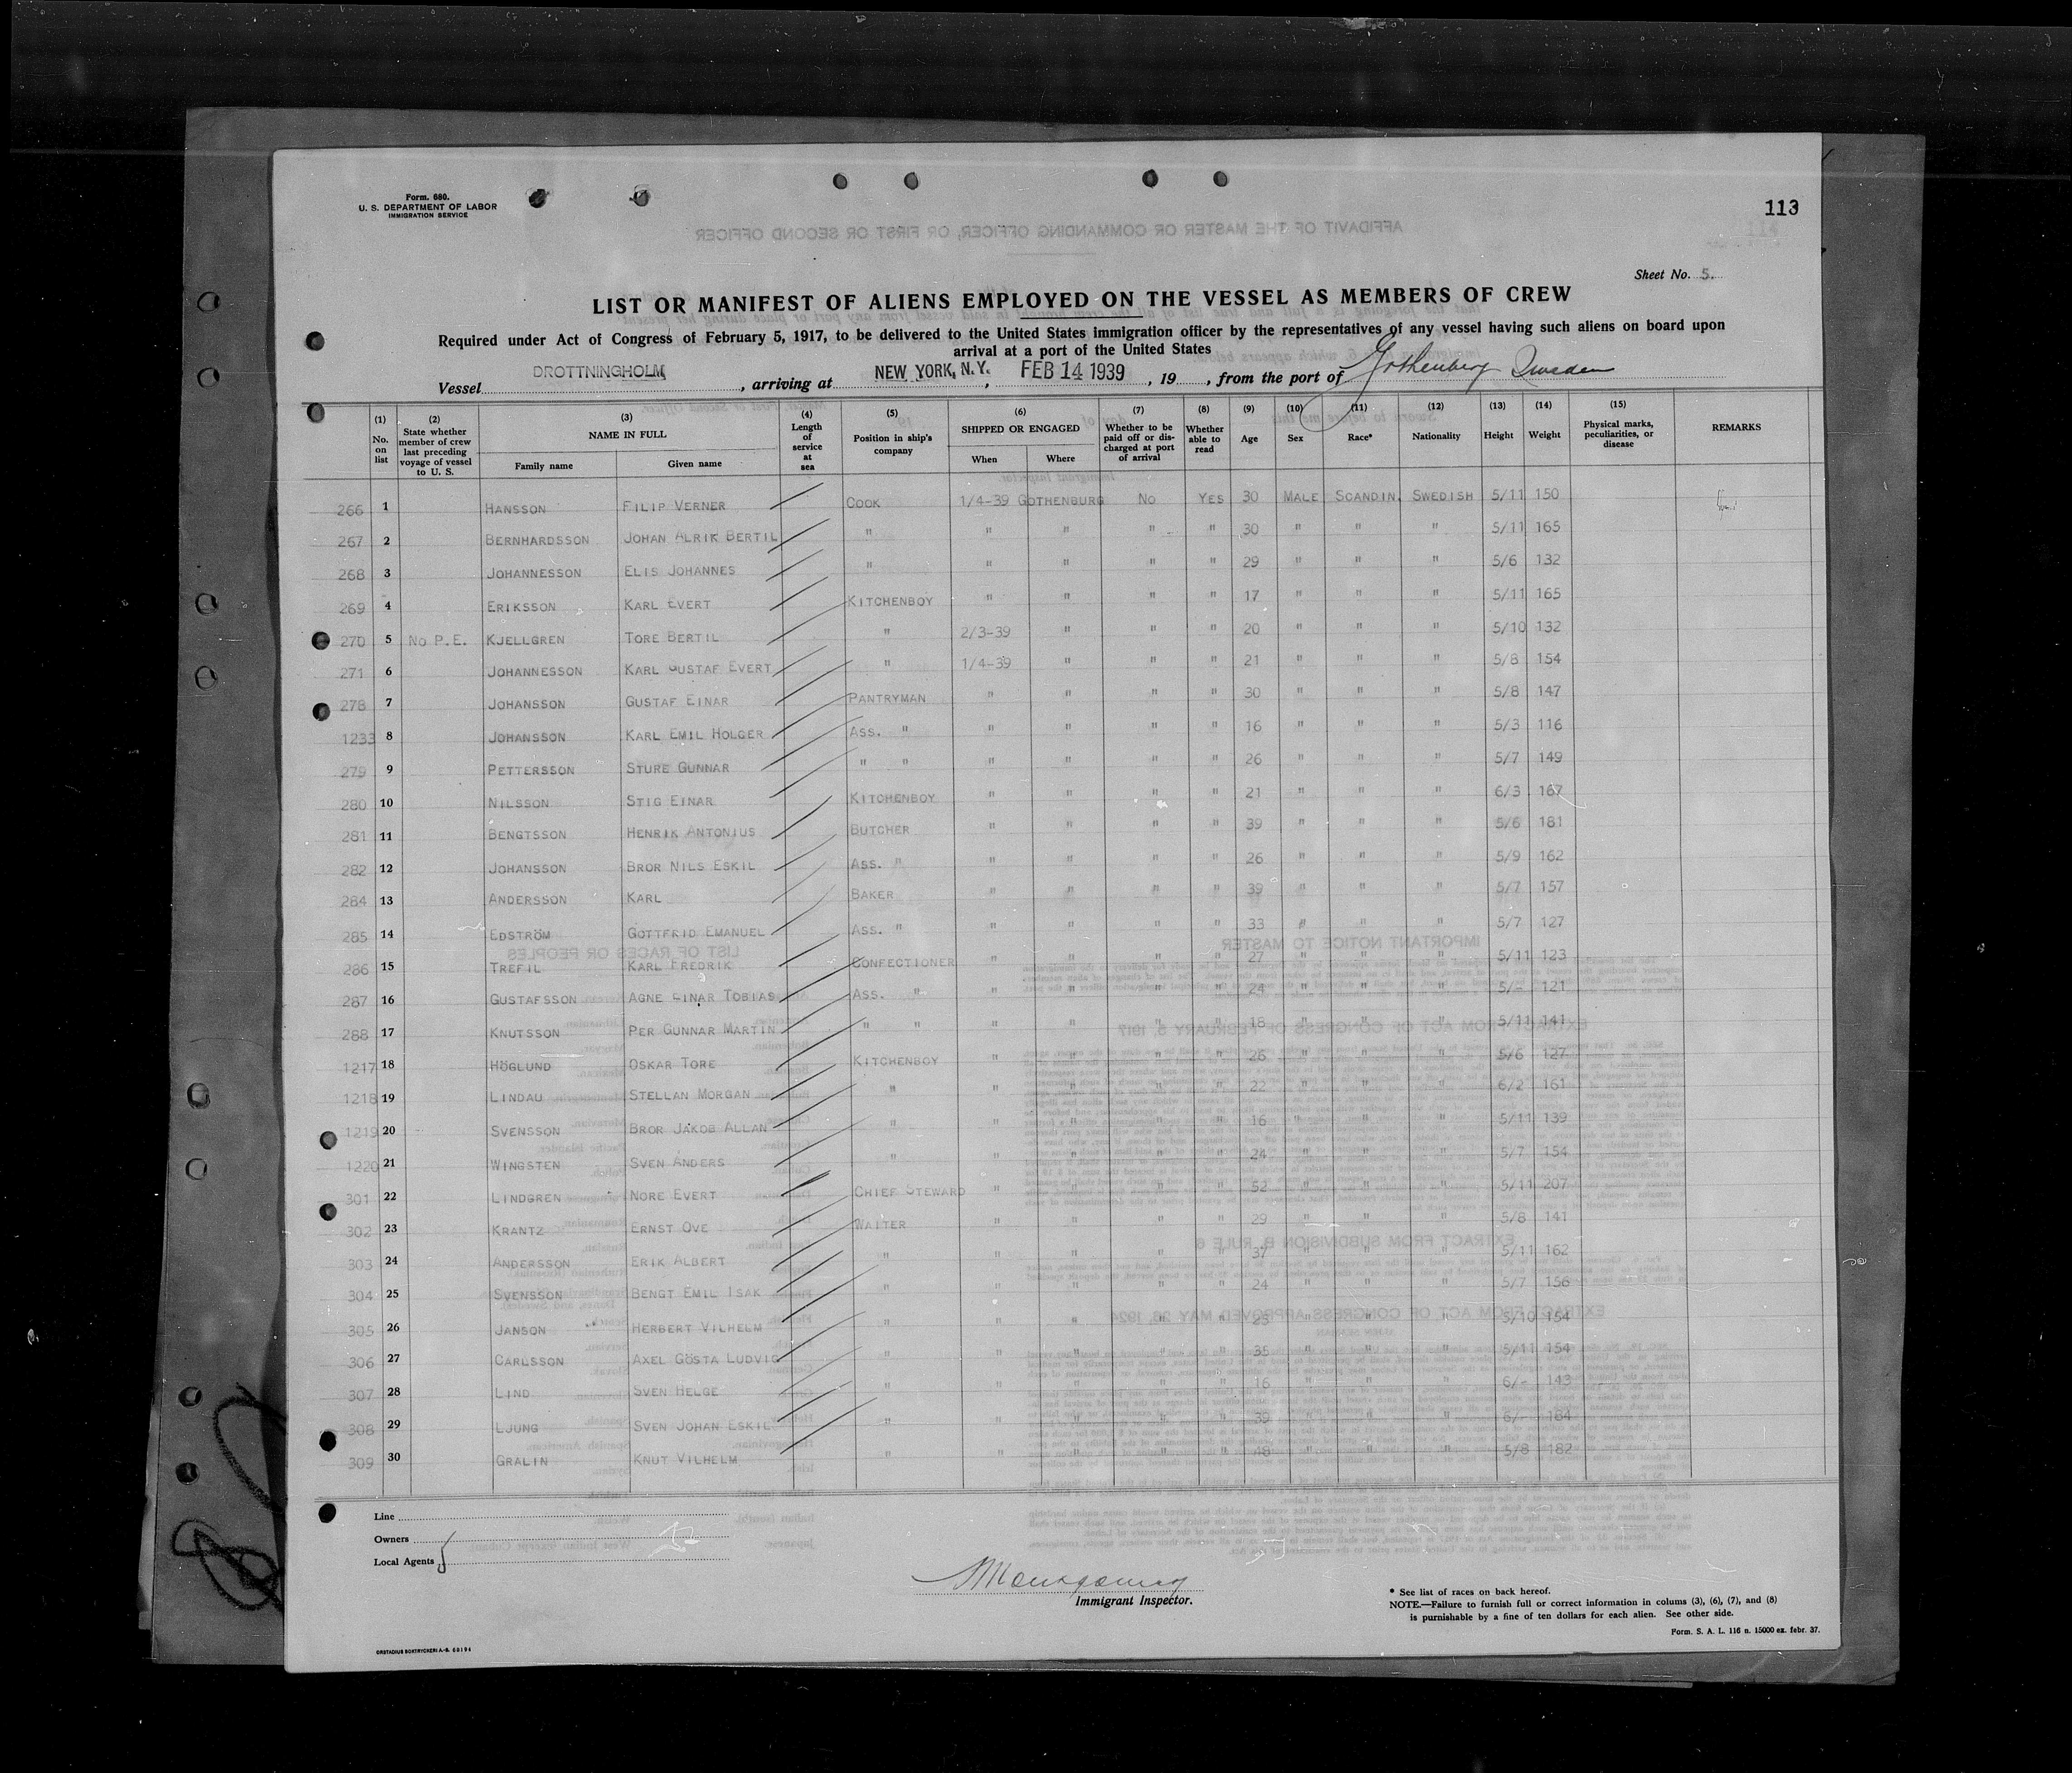 Form. 680.
U. S. DEPARTMENT OF LABOR
IMMIGRATION SERVICE
113
Sheet No. 5.
LIST OR MANIFEST OF ALIENS EMPLOYED ON THE VESSEL AS MEMBERS OF CREW
Required under Act of Congress of February 5, 1917, to be delivered to the United States immigration officer by the representatives of any vessel having such aliens on board upon
arrival at a port of the United States
Vessel DROTTNINGHOLM, arriving at NEW YORK, N.Y., FEB 14 1939, 19 , from the port of Gothenberg Sweden
(1) No. on list (2) State whether member of crew last preceding voyage of vessel to U. S. (3) NAME IN FULL Family name Given name (4) Length of service at sea (5) Position in ship's company (6) SHIPPED OR ENGAGED When Where (7) Whether to be paid off or discharged at port of arrival (8) Whether able to read (9) Age (10) Sex (11) Race* (12) Nationality (13) Height (14) Weight (15) Physical marks, peculiarities, or disease REMARKS
266 1 HANSSON FILIP VERNER COOK 1/4-39 GOTHENBURG NO YES 30 MALE SCANDIN. SWEDISH 5/11 150
267 2 BERNHARDSSON JOHAN ALRIK BERTIL " " " " " 30 " " " 5/11 165
268 3 JOHANNESSON ELIS JOHANNES " " " " " 29 " " " 5/6 132
269 4 ERIKSSON KARL EVERT KITCHENBOY " " " " 17 " " " 5/11 165
270 5 NO P.E. KJELLGREN TORE BERTIL " 2/3-39 " " " 20 " " " 5/10 132
271 6 JOHANNESSON KARL GUSTAF EVERT " 1/4-39 " " " 21 " " " 5/8 154
278 7 JOHANSSON GUSTAF EINAR PANTRYMAN " " " " 30 " " " 5/8 147
1233 8 JOHANSSON KARL EMIL HOLGER ASS. " " " " " 16 " " " 5/3 116
279 9 PETTERSSON STURE GUNNAR " " " " " " 26 " " " 5/7 149
280 10 NILSSON STIG EINAR KITCHENBOY " " " " 21 " " " 6/3 167
281 11 BENGTSSON HENRIK ANTONIUS BUTCHER " " " " 39 " " " 5/6 181
282 12 JOHANSSON BROR NILS ESKIL ASS. " " " " " 26 " " " 5/9 162
284 13 ANDERSSON KARL BAKER " " " " 39 " " " 5/7 157
285 14 EDSTRÖM GOTTFRID EMANUEL ASS. " " " " " 33 " " " 5/7 127
286 15 TREFIL KARL FREDRIK CONFECTIONER " " " " 27 " " " 5/11 123
287 16 GUSTAFSSON AGNE EINAR TOBIAS ASS. " " " " " 24 " " " 5/- 121
288 17 KNUTSSON PER GUNNAR MARTIN " " " " " " 18 " " " 5/11 141
1217 18 HÖGLUND OSKAR TORE KITCHENBOY " " " " 26 " " " 5/6 127
1218 19 LINDAU STELLAN MORGAN " " " " " 22 " " " 6/2 161
1219 20 SVENSSON BROR JAKOB ALLAN " " " " " 16 " " " 5/11 139
1220 21 WINGSTEN SVEN ANDERS " " " " " 24 " " " 5/7 154
301 22 LINDGREN NORE EVERT CHIEF STEWARD " " " " 52 " " " 5/11 207
302 23 KRANTZ ERNST OVE WAITER " " " " 29 " " " 5/8 141
303 24 ANDERSSON ERIK ALBERT " " " " " 37 " " " 5/11 162
304 25 SVENSSON BENGT EMIL ISAK " " " " " 24 " " " 5/7 156
305 26 JANSON HERBERT VILHELM " " " " " " " " 5/10 154
306 27 CARLSSON AXEL GÖSTA LUDVIG " " " " " 35 " " " 5/11 154
307 28 LIND SVEN HELGE " " " " " 16 " " " 6/- 143
308 29 LJUNG SVEN JOHAN ESKIL " " " " " 39 " " " 6/- 184
309 30 GRALIN KNUT VILHELM " " " " " 48 " " " 5/8 182
Line
Owners
Local Agents
Montgomery
Immigrant Inspector.
* See list of races on back hereof.
NOTE.—Failure to furnish full or correct information in colums (3), (6), (7), and (8)
is punishable by a fine of ten dollars for each alien. See other side.
Form. S. A. L. 116 n. 15000 ex. febr. 37.